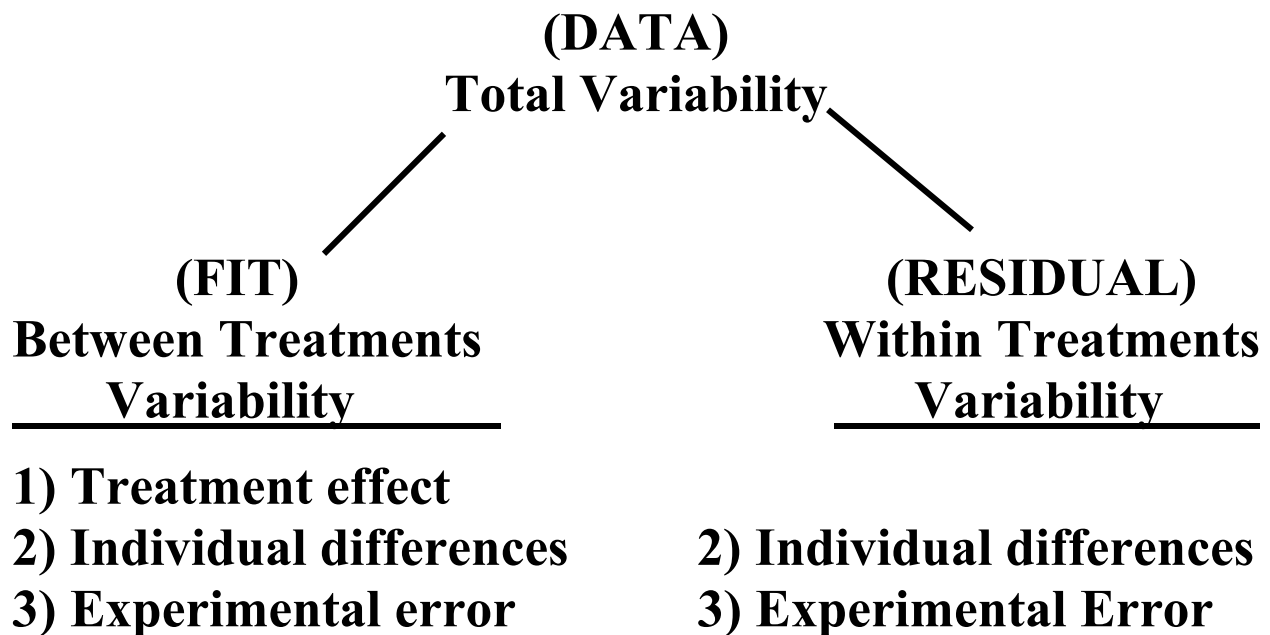 (DATA)
Total Variability
(FIT)
Between Treatments
Variability
1) Treatment effect
2) Individual differences
3) Experimental error
(RESIDUAL)
Within Treatments
Variability
2) Individual differences
3) Experimental Error